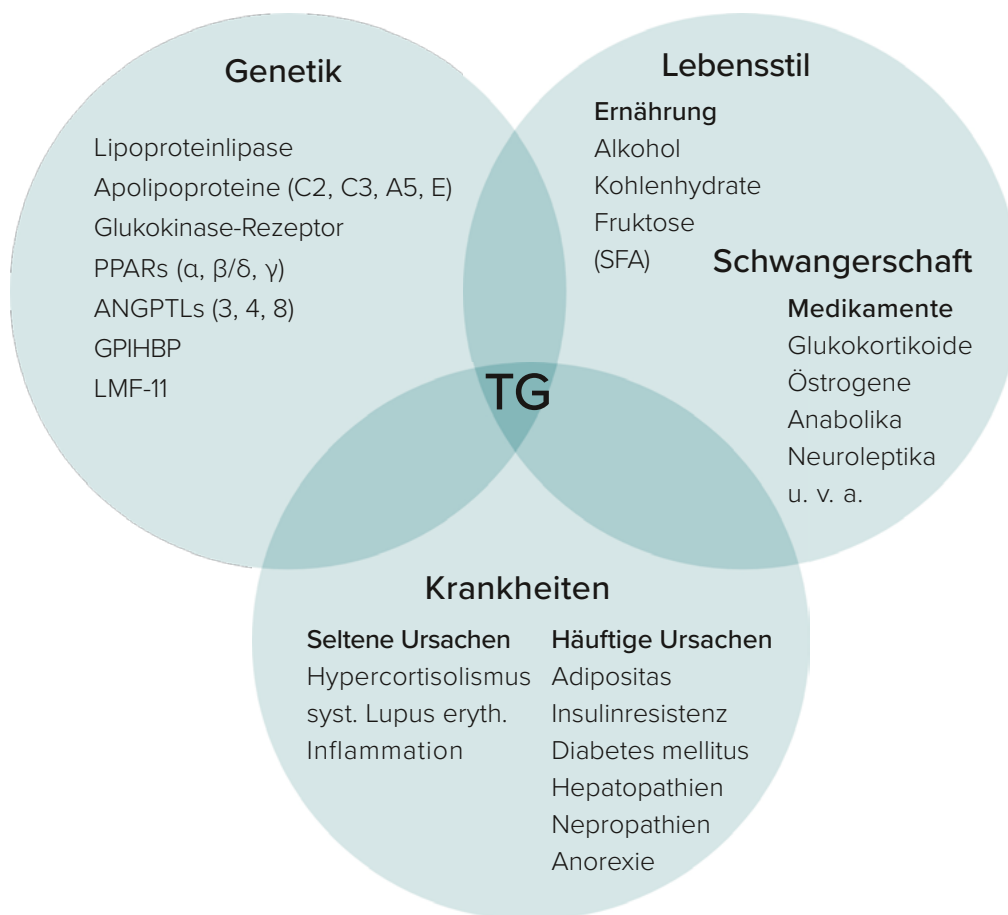 Genetik
Lipoproteinlipase
Apolipoproteine (C2, C3, A5, E)
Glukokinase-Rezeptor
PPARs (α, β/δ, γ)
ANGPTLs (3, 4, 8)
GPIHBP
LMF-11
Lebensstil
Ernährung
Alkohol
Kohlenhydrate
Fruktose
(SFA)
Schwangerschaft
Medikamente
Glukokortikoide
Östrogene
Anabolika
Neuroleptika
u. v. a.
TG
Krankheiten
Seltene Ursachen
Hypercortisolismus
syst. Lupus eryth.
Inflammation
Häufige Ursachen
Adipositas
Insulinresistenz
Diabetes mellitus
Hepatopathien
Nepropathien
Anorexie